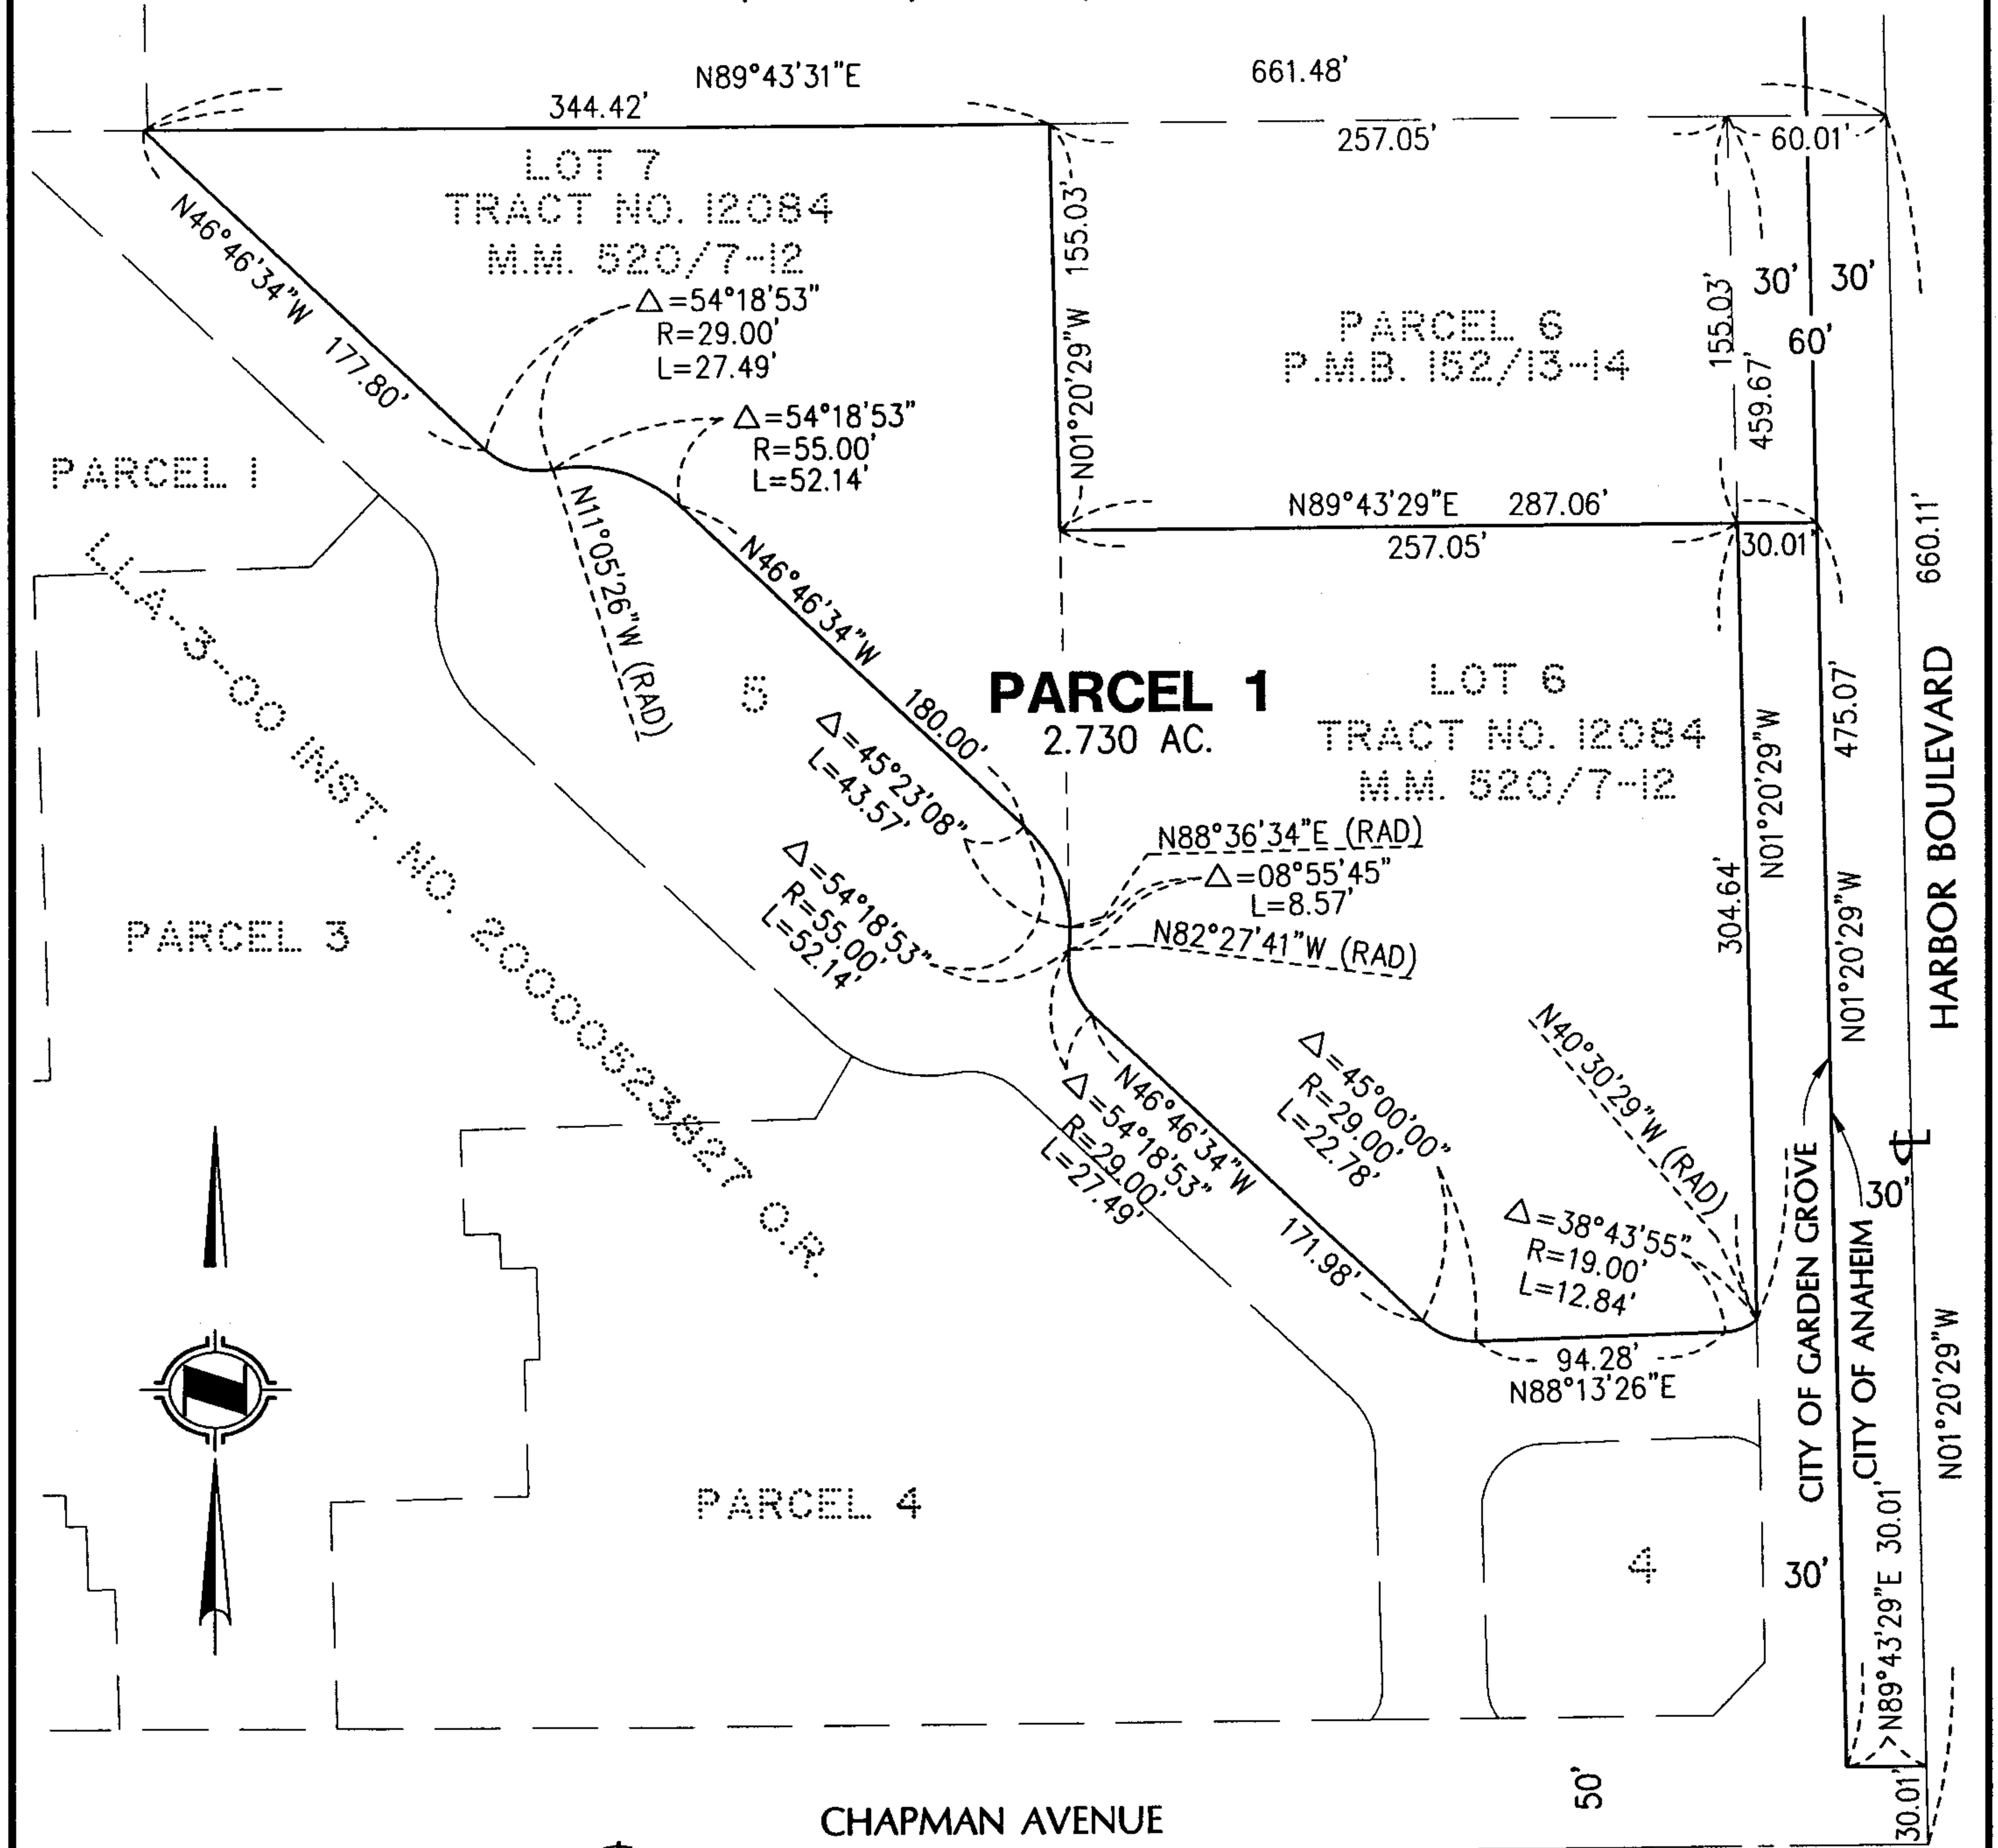 N89°43'31"E
661.48'
344.42'
257.05'
60.01'
LOT 7
TRACT NO. 12084
M.M. 520/7-12
N46°46'34"W 177.80'
△=54°18'53"
R=29.00'
L=27.49'
△=54°18'53"
R=55.00'
L=52.14'
N01°20'29"W 155.03'
PARCEL 6
P.M.B. 152/13-14
155.03'
459.67'
30'
30'
60'
PARCEL 1
N89°43'29"E 287.06'
257.05'
30.01'
660.11'
N11°05'26"W (RAD)
N46°46'34"W 180.00'
5
PARCEL 1
2.730 AC.
LOT 6
TRACT NO. 12084
M.M. 520/7-12
N01°20'29"W
304.64'
475.07'
N01°20'29"W
HARBOR BOULEVARD
△=45°23'08"
L=43.57'
N88°36'34"E (RAD)
△=08°55'45"
L=8.57'
N82°27'41"W (RAD)
△=54°18'53"
R=55.00'
L=52.14'
PARCEL 3
LLA-3-00 INST. NO. 20000523827 O.R.
△=54°18'53"
R=29.00'
L=27.49'
N46°46'34"W 171.98'
△=45°00'00"
R=29.00'
L=22.78'
N40°30'29"W (RAD)
△=38°43'55"
R=19.00'
L=12.84'
94.28'
N88°13'26"E
CITY OF GARDEN GROVE
CITY OF ANAHEIM
30'
N01°20'29"W
N
PARCEL 4
4
30'
N89°43'29"E 30.01'
30.01'
50'
CHAPMAN AVENUE